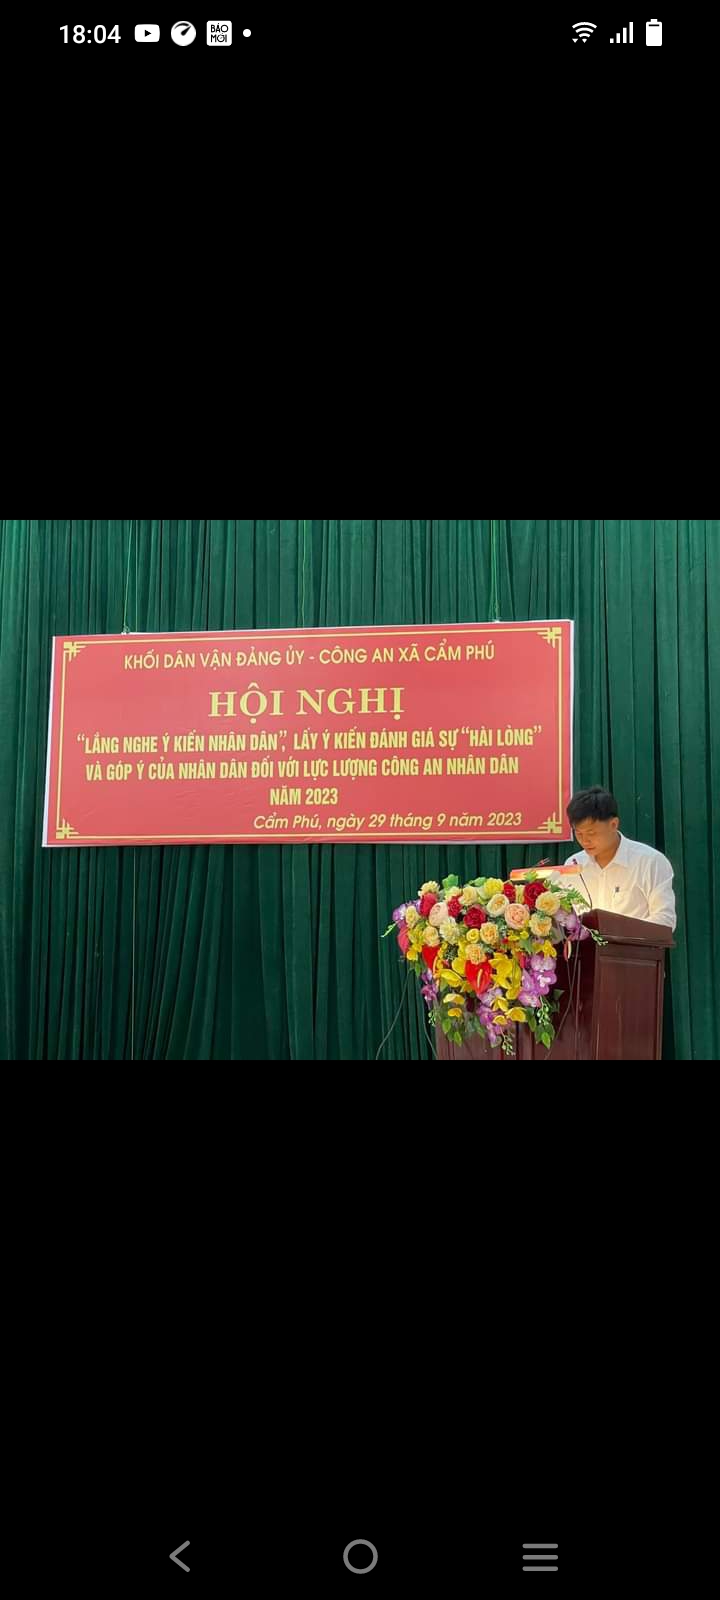 18:04
BÁO
MỚI
KHỐI DÂN VẬN ĐẢNG ỦY - CÔNG AN XÃ CẨM PHÚ
HỘI NGHỊ
“LẮNG NGHE Ý KIẾN NHÂN DÂN”, LẤY Ý KIẾN ĐÁNH GIÁ SỰ “HÀI LÒNG”
VÀ GÓP Ý CỦA NHÂN DÂN ĐỐI VỚI LỰC LƯỢNG CÔNG AN NHÂN DÂN
NĂM 2023
Cẩm Phú, ngày 29 tháng 9 năm 2023